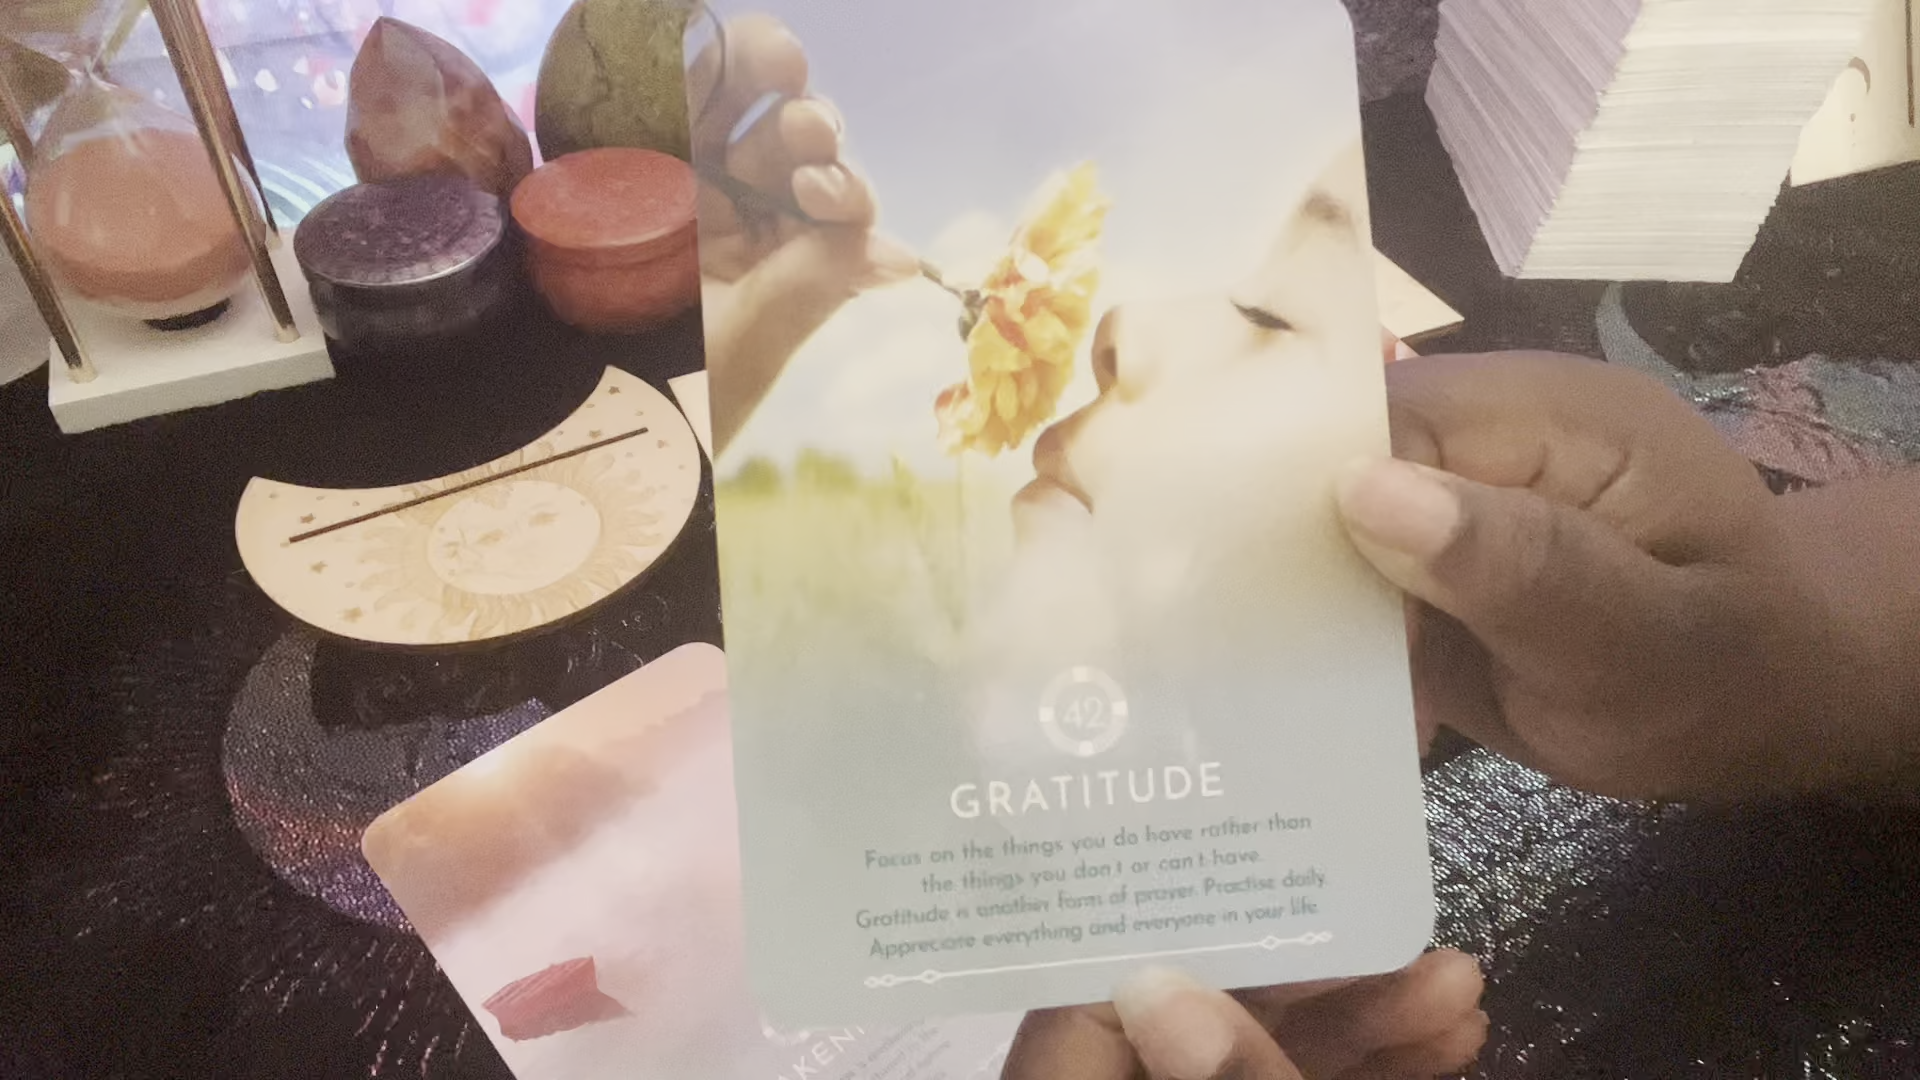 42
GRATITUDE
Focus on the things you do have rather than
the things you don't or can't have.
Gratitude is another form of prayer. Practise daily.
Appreciate everything and everyone in your life.
AKEN